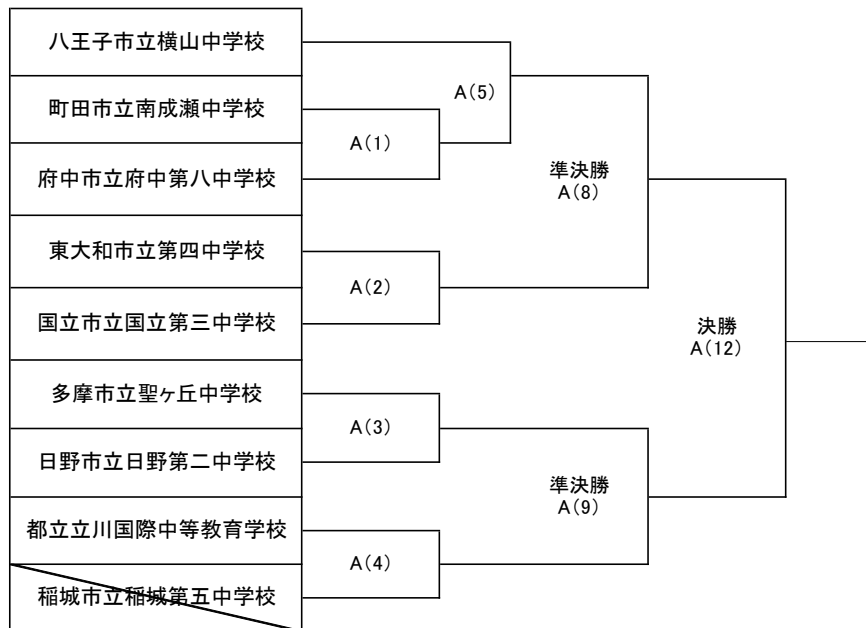 八王子市立横山中学校
町田市立南成瀬中学校
府中市立府中第八中学校
東大和市立第四中学校
国立市立国立第三中学校
多摩市立聖ヶ丘中学校
日野市立日野第二中学校
都立立川国際中等教育学校
稲城市立稲城第五中学校
A(1)
A(2)
A(3)
A(4)
A(5)
準決勝
A(8)
準決勝
A(9)
決勝
A(12)